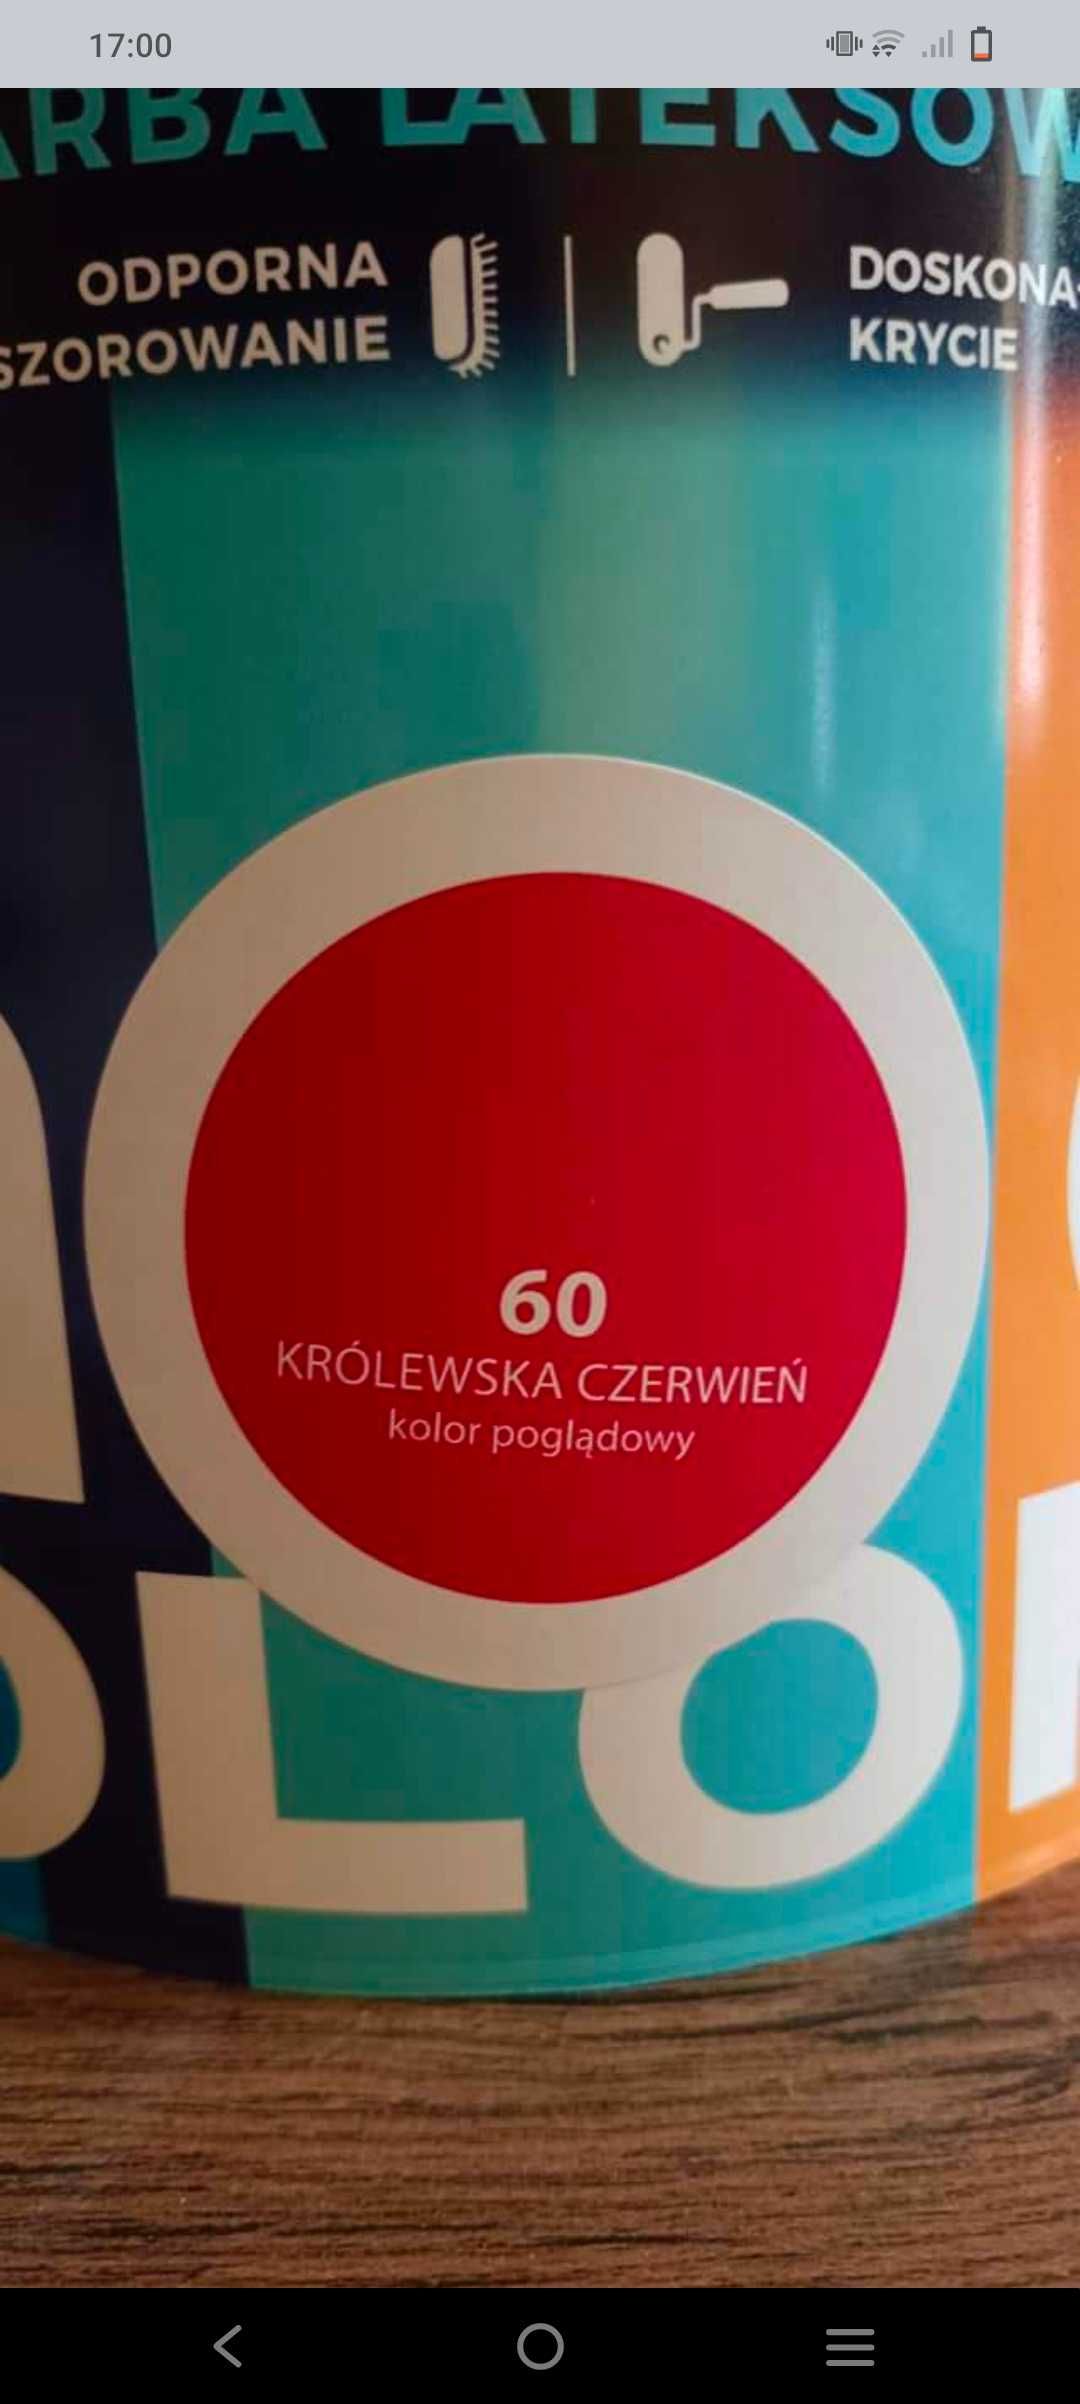 17:00
ARBA LATEKSOW
ODPORNA
SZOROWANIE
DOSKONA
KRYCIE
60
KRÓLEWSKA CZERWIEŃ
kolor poglądowy